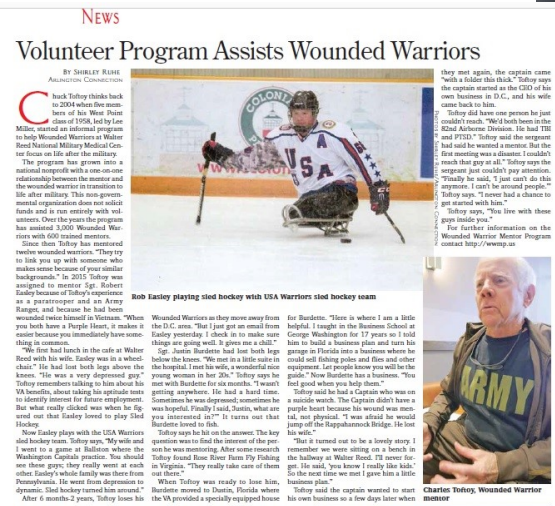 News
Volunteer Program Assists Wounded Warriors
By Shirley Ruhe
Arlington Connection
Chuck Toftoy thinks back
to 2004 when five mem-
bers of his West Point
class of 1958, led by Lee
Miller, started an informal program
to help Wounded Warriors at Walter
Reed National Military Medical Cen-
ter focus on life after the military.
The program has grown into a
national nonprofit with a one-on-one
relationship between the mentor and
the wounded warrior in transition to
life after military. This non-govern-
mental organization does not solicit
funds and is run entirely with vol-
unteers. Over the years the program
has assisted 3,000 Wounded War-
riors with 600 trained mentors.
Since then Toftoy has mentored
twelve wounded warriors. "They try
to link you up with someone who
makes sense because of your similar
backgrounds." In 2015 Toftoy was
assigned to mentor Sgt. Robert
Easley because of Toftoy's experience
as a paratrooper and an Army
Ranger, and because he had been
wounded twice himself in Vietnam. "When
you both have a Purple Heart, it makes it
easier because you immediately have some-
thing in common.
"We first had lunch in the cafe at Walter
Reed with his wife. Easley was in a wheel-
chair." He had lost both legs above the
knees. "He was a very depressed guy."
Toftoy remembers talking to him about his
VA benefits, about taking his aptitude tests
to identify interest for future employment.
But what really clicked was when he fig-
ured out that Easley loved to play Sled
Hockey.
Now Easley plays with the USA Warriors
sled hockey team. Toftoy says, "My wife and
I went to a game at Ballston where the
Washington Capitals practice. You should
see these guys; they really went at each
other. Easley's whole family was there from
Pennsylvania. He went from depression to
dynamic. Sled hockey turned him around."
After 6 months-2 years, Toftoy loses his
COLON
USA
A
Rob Easley playing sled hockey wish USA Warriors sled hockey team
Wounded Warriors as they move away from
the D.C. area. "But I just got an email from
Easley yesterday. I check in to make sure
things are going well. It gives me a chill."
Sgt. Justin Burdette had lost both legs
below the knees. "We met in a little suite in
the hospital. I met his wife, a wonderful nice
young woman in her 20s." Toftoy says he
met with Burdette for six months. "I wasn't
getting anywhere. He had a hard time.
Sometimes he was depressed; sometimes he
was hopeful. Finally I said, Justin, what are
you interested in?" It turns out that
Burdette loved to fish.
Toftoy says he hit on the answer. The key
question was to find the interest of the per-
son he was mentoring. After some research
Toftoy found Rose River Farm Fly Fishing
in Virginia. "They really take care of them
out there."
When Toftoy was ready to lose him,
Burdette moved to Dustin, Florida where
the VA provided a specially equipped house
for Burdette. "Here is where I am a little
helpful. I taught in the Business School at
George Washington for 17 years so I told
him to build a business plan and turn his
garage in Florida into a business where he
could sell fishing poles and flies and other
equipment. Let people know you will be the
guide." Now Burdette has a business. "You
feel good when you help them."
Toftoy said he had a Captain who was on
a suicide watch. The Captain didn't have a
purple heart because his wound was men-
tal, not physical. "I was afraid he would
jump off the Rappahannock Bridge. He lost
his wife."
"But it turned out to be a lovely story. I
remember we were sitting on a bench in
the hallway at Walter Reed. I'll never for-
get. He said, 'you know I really like kids.'
So the next time we met I gave him a little
business plan."
Toftoy said the captain wanted to start
his own business so a few days later when
they met again, the captain came
"with a folder this thick." Toftoy says
the captain started as the CEO of his
own business in D.C., and his wife
came back to him.
Toftoy did have one person he just
couldn't reach. "We'd both been in the
82nd Airborne Division. He had TBI
and PTSD." Toftoy said the sergeant
had said he wanted a mentor. But the
first meeting was a disaster. I couldn't
reach that guy at all." Toftoy says the
sergeant just couldn't pay attention.
"Finally he said, 'I just can't do this
anymore. I can't be around people.'"
Toftoy says. "I never had a chance to
get started with him."
Toftoy says, "You live with these
guys inside you."
For further information on the
Wounded Warrior Mentor Program
contact http://wwmp.us
ARMY
Charles Toftoy, Wounded Warrior
mentor